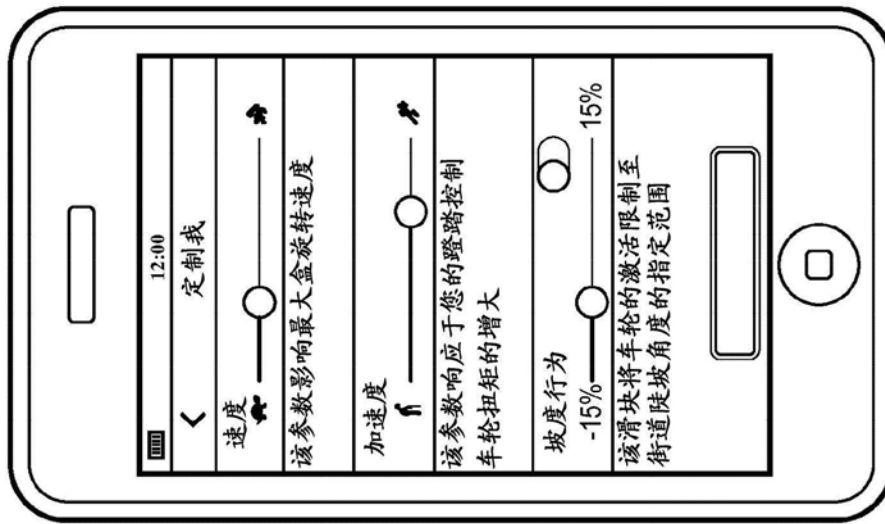 12:00
定制我
速度
该参数影响最大盒旋转速度
加速度
该参数响应于您的蹬踏控制
车轮扭矩的增大
坡度行为
-15% 15%
该滑块将车轮的激活限制至
街道陡坡角度的指定范围